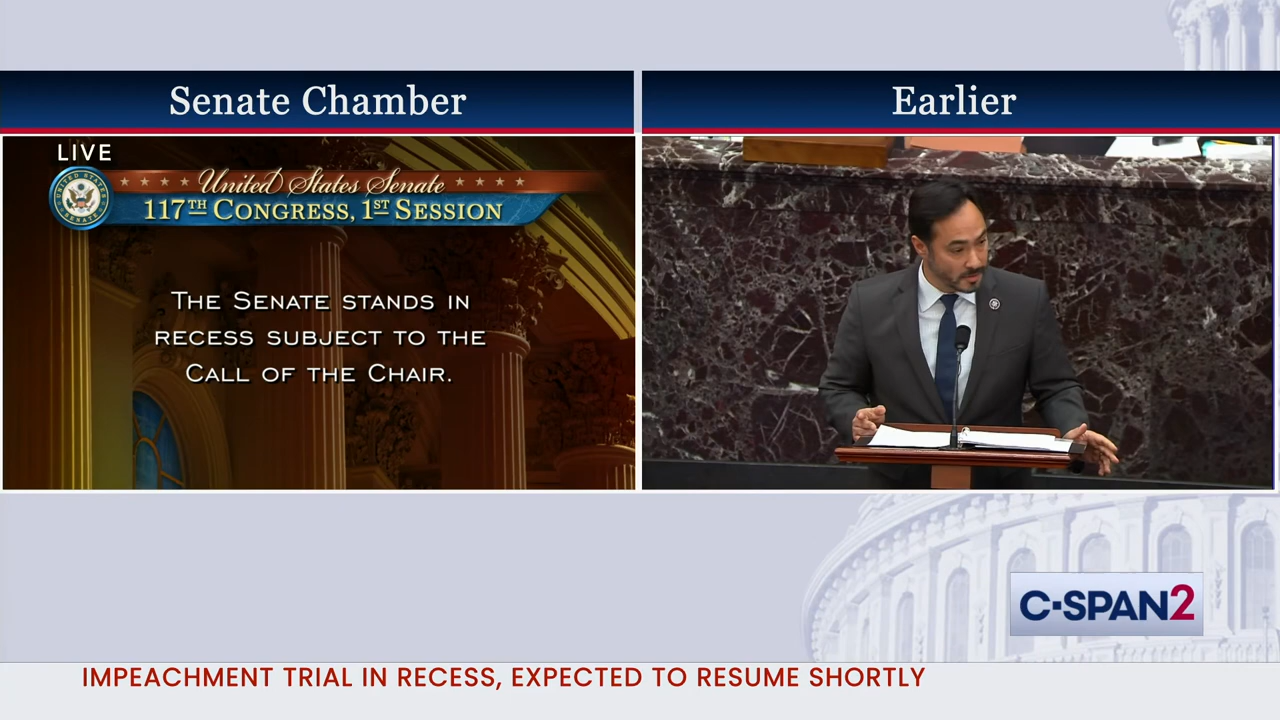 Senate Chamber
Earlier
LIVE
United States Senate
117TH CONGRESS, 1ST SESSION
THE SENATE STANDS IN
RECESS SUBJECT TO THE
CALL OF THE CHAIR.
C-SPAN2
IMPEACHMENT TRIAL IN RECESS, EXPECTED TO RESUME SHORTLY